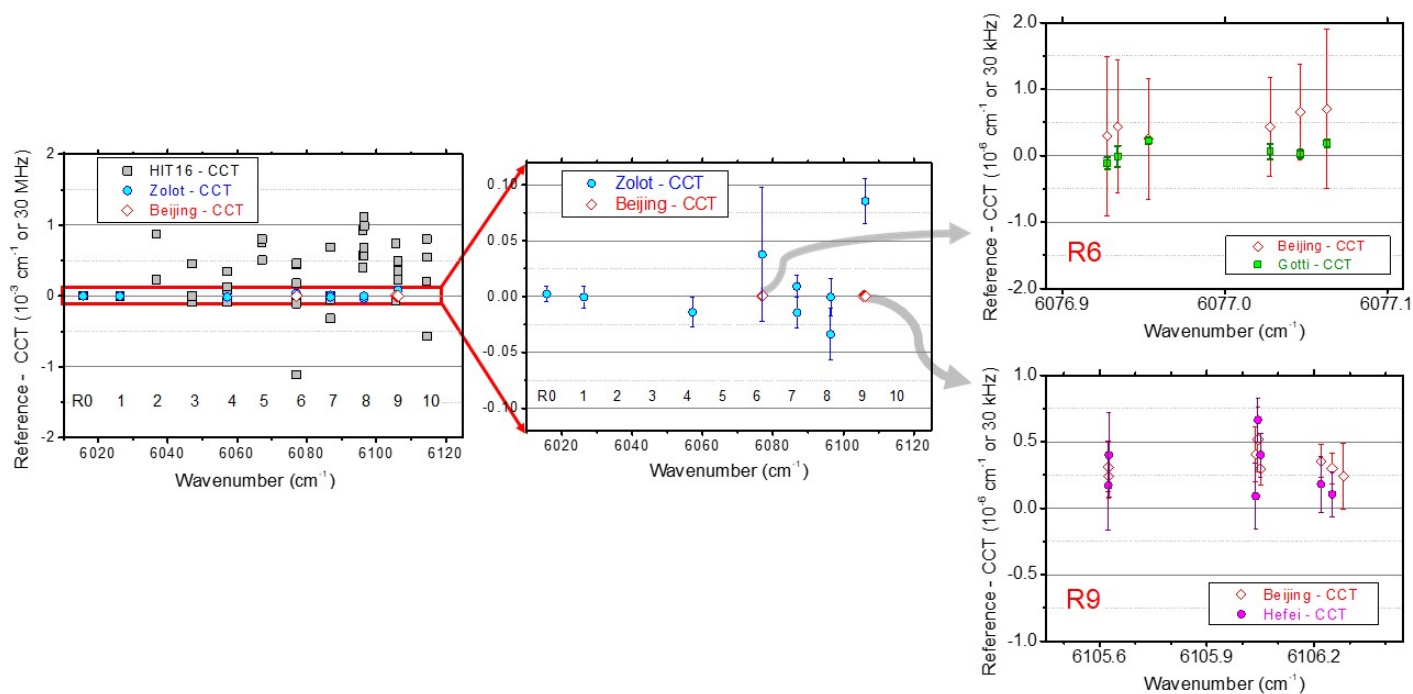 2
1
0
-1
-2
Reference - CCT (10⁻³ cm⁻¹ or 30 MHz)
HIT16 - CCT
Zolot - CCT
Beijing - CCT
R0 1 2 3 4 5 6 7 8 9 10
6020 6040 6060 6080 6100 6120
Wavenumber (cm⁻¹)
0.10
0.05
0.00
-0.05
-0.10
Zolot - CCT
Beijing - CCT
R0 1 2 3 4 5 6 7 8 9 10
6020 6040 6060 6080 6100 6120
Wavenumber (cm⁻¹)
2.0
1.0
0.0
-1.0
-2.0
Reference - CCT (10⁻⁶ cm⁻¹ or 30 kHz)
R6
Beijing - CCT
Gotti - CCT
6076.9 6077.0 6077.1
Wavenumber (cm⁻¹)
1.0
0.5
0.0
-0.5
-1.0
Reference - CCT (10⁻⁶ cm⁻¹ or 30 kHz)
R9
Beijing - CCT
Hefei - CCT
6105.6 6105.9 6106.2
Wavenumber (cm⁻¹)